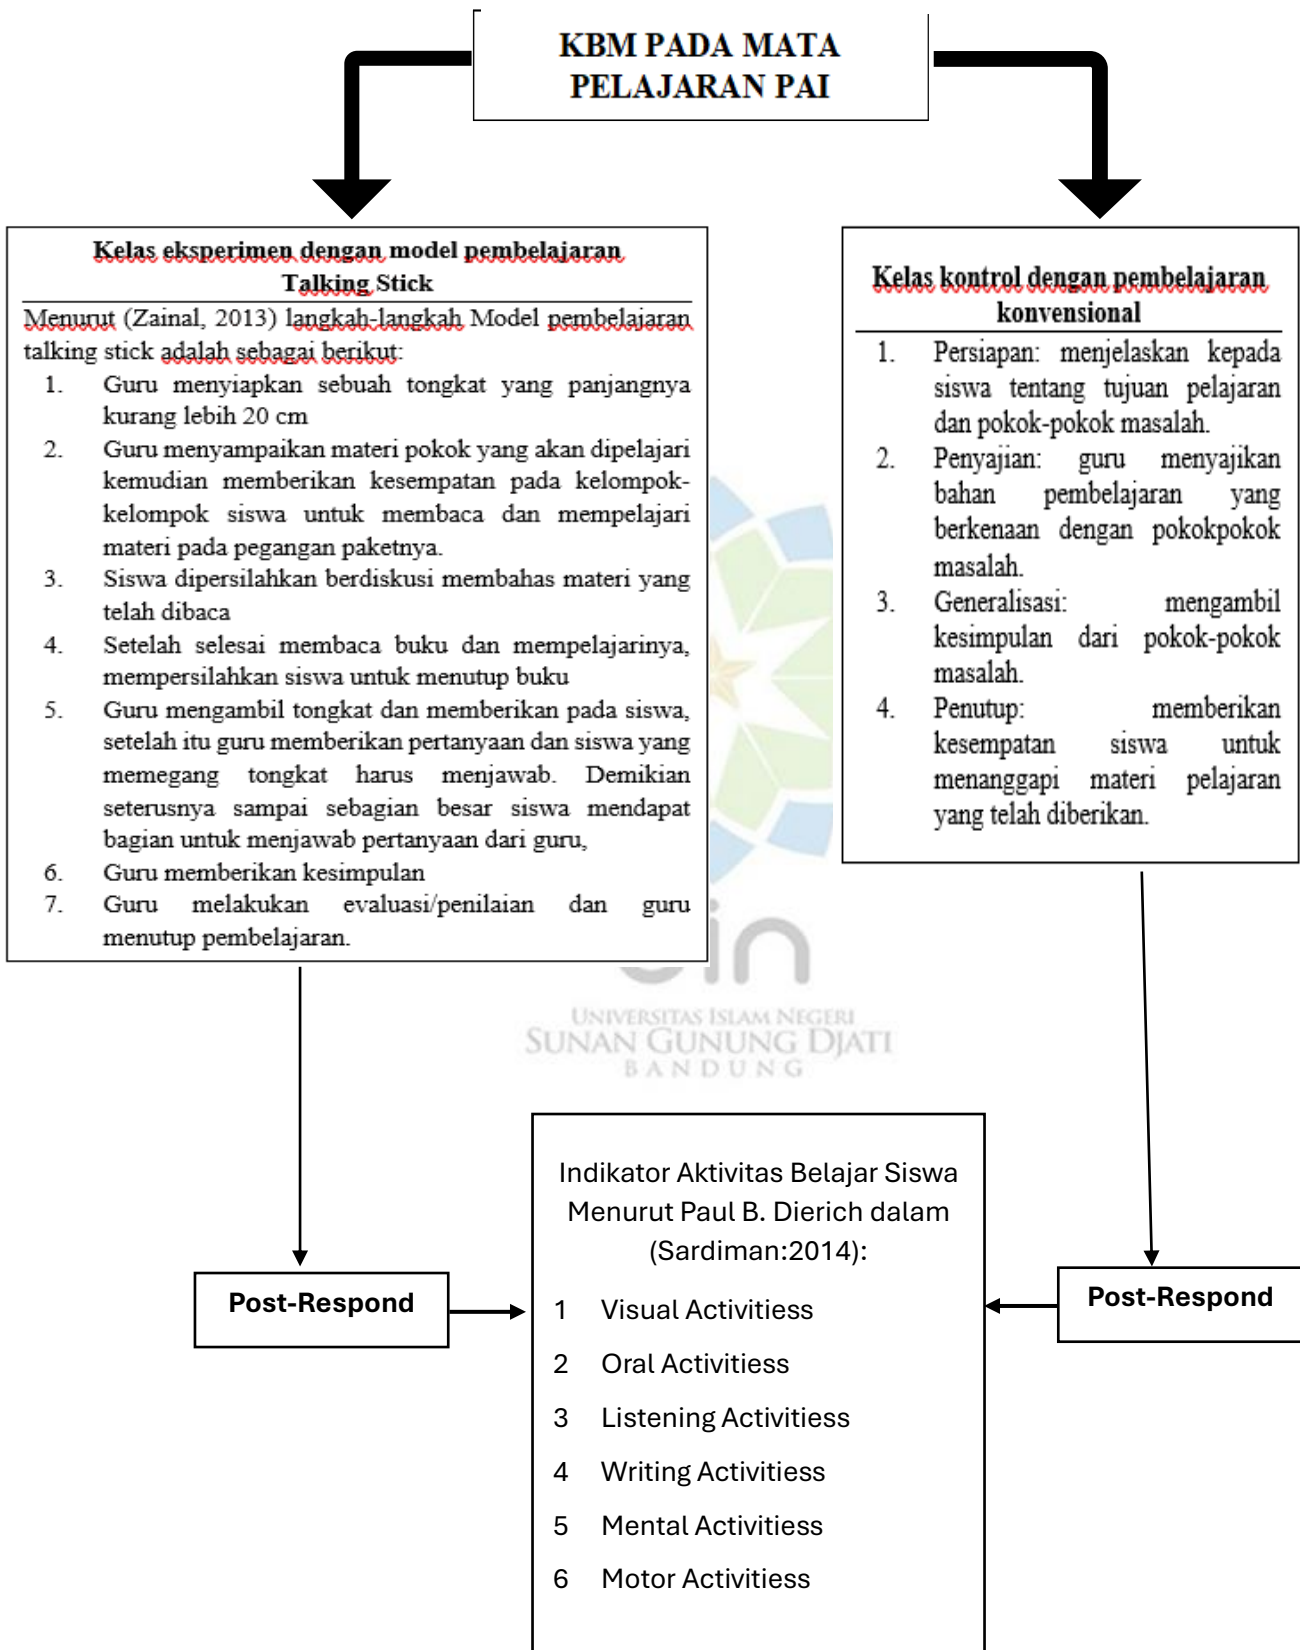 KBM PADA MATA
PELAJARAN PAI
Kelas eksperimen dengan model pembelajaran
Talking Stick
Menurut (Zainal, 2013) langkah-langkah Model pembelajaran
talking stick adalah sebagai berikut:
1. Guru menyiapkan sebuah tongkat yang panjangnya
kurang lebih 20 cm
2. Guru menyampaikan materi pokok yang akan dipelajari
kemudian memberikan kesempatan pada kelompok-
kelompok siswa untuk membaca dan mempelajari
materi pada pegangan paketnya.
3. Siswa dipersilahkan berdiskusi membahas materi yang
telah dibaca
4. Setelah selesai membaca buku dan mempelajarinya,
mempersilahkan siswa untuk menutup buku
5. Guru mengambil tongkat dan memberikan pada siswa,
setelah itu guru memberikan pertanyaan dan siswa yang
memegang tongkat harus menjawab. Demikian
seterusnya sampai sebagian besar siswa mendapat
bagian untuk menjawab pertanyaan dari guru,
6. Guru memberikan kesimpulan
7. Guru melakukan evaluasi/penilaian dan guru
menutup pembelajaran.
Kelas kontrol dengan pembelajaran
konvensional
1. Persiapan: menjelaskan kepada
siswa tentang tujuan pelajaran
dan pokok-pokok masalah.
2. Penyajian: guru menyajikan
bahan pembelajaran yang
berkenaan dengan pokokpokok
masalah.
3. Generalisasi: mengambil
kesimpulan dari pokok-pokok
masalah.
4. Penutup: memberikan
kesempatan siswa untuk
menanggapi materi pelajaran
yang telah diberikan.
UNIVERSITAS ISLAM NEGERI
SUNAN GUNUNG DJATI
BANDUNG
Post-Respond
Indikator Aktivitas Belajar Siswa
Menurut Paul B. Dierich dalam
(Sardiman:2014):
1 Visual Activitiess
2 Oral Activitiess
3 Listening Activitiess
4 Writing Activitiess
5 Mental Activitiess
6 Motor Activitiess
Post-Respond